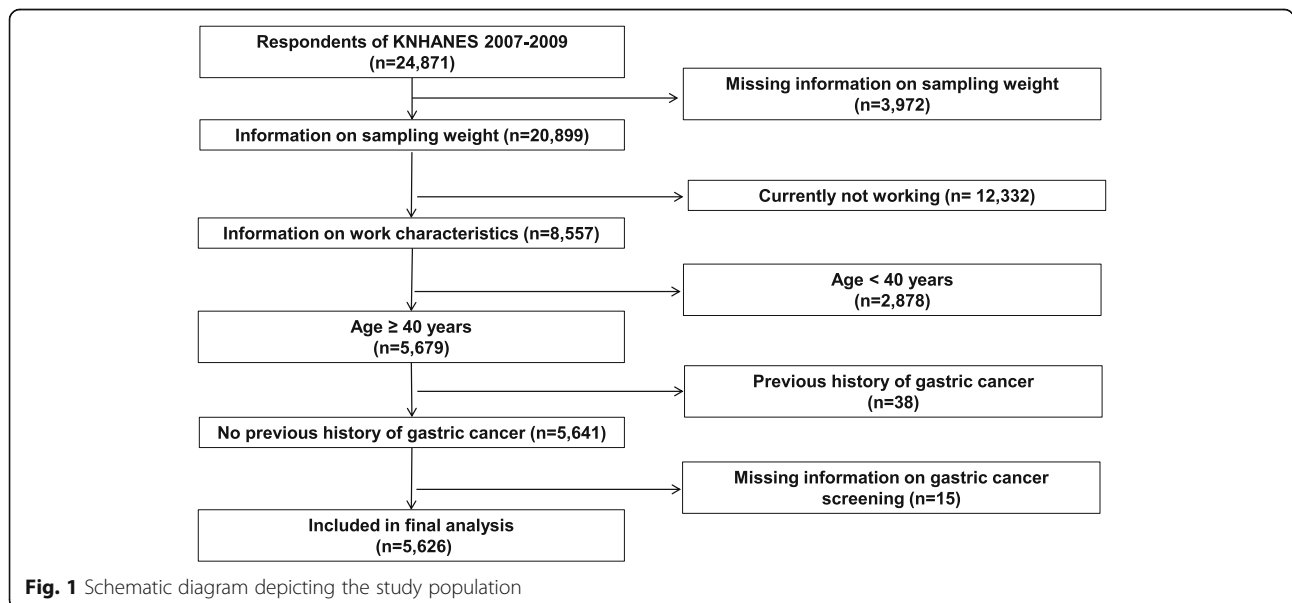 Respondents of KNHANES 2007-2009
(n=24,871)
Missing information on sampling weight
(n=3,972)
Information on sampling weight (n=20,899)
Currently not working (n= 12,332)
Information on work characteristics (n=8,557)
Age < 40 years
(n=2,878)
Age ≥ 40 years
(n=5,679)
Previous history of gastric cancer
(n=38)
No previous history of gastric cancer (n=5,641)
Missing information on gastric cancer
screening (n=15)
Included in final analysis
(n=5,626)
Fig. 1 Schematic diagram depicting the study population